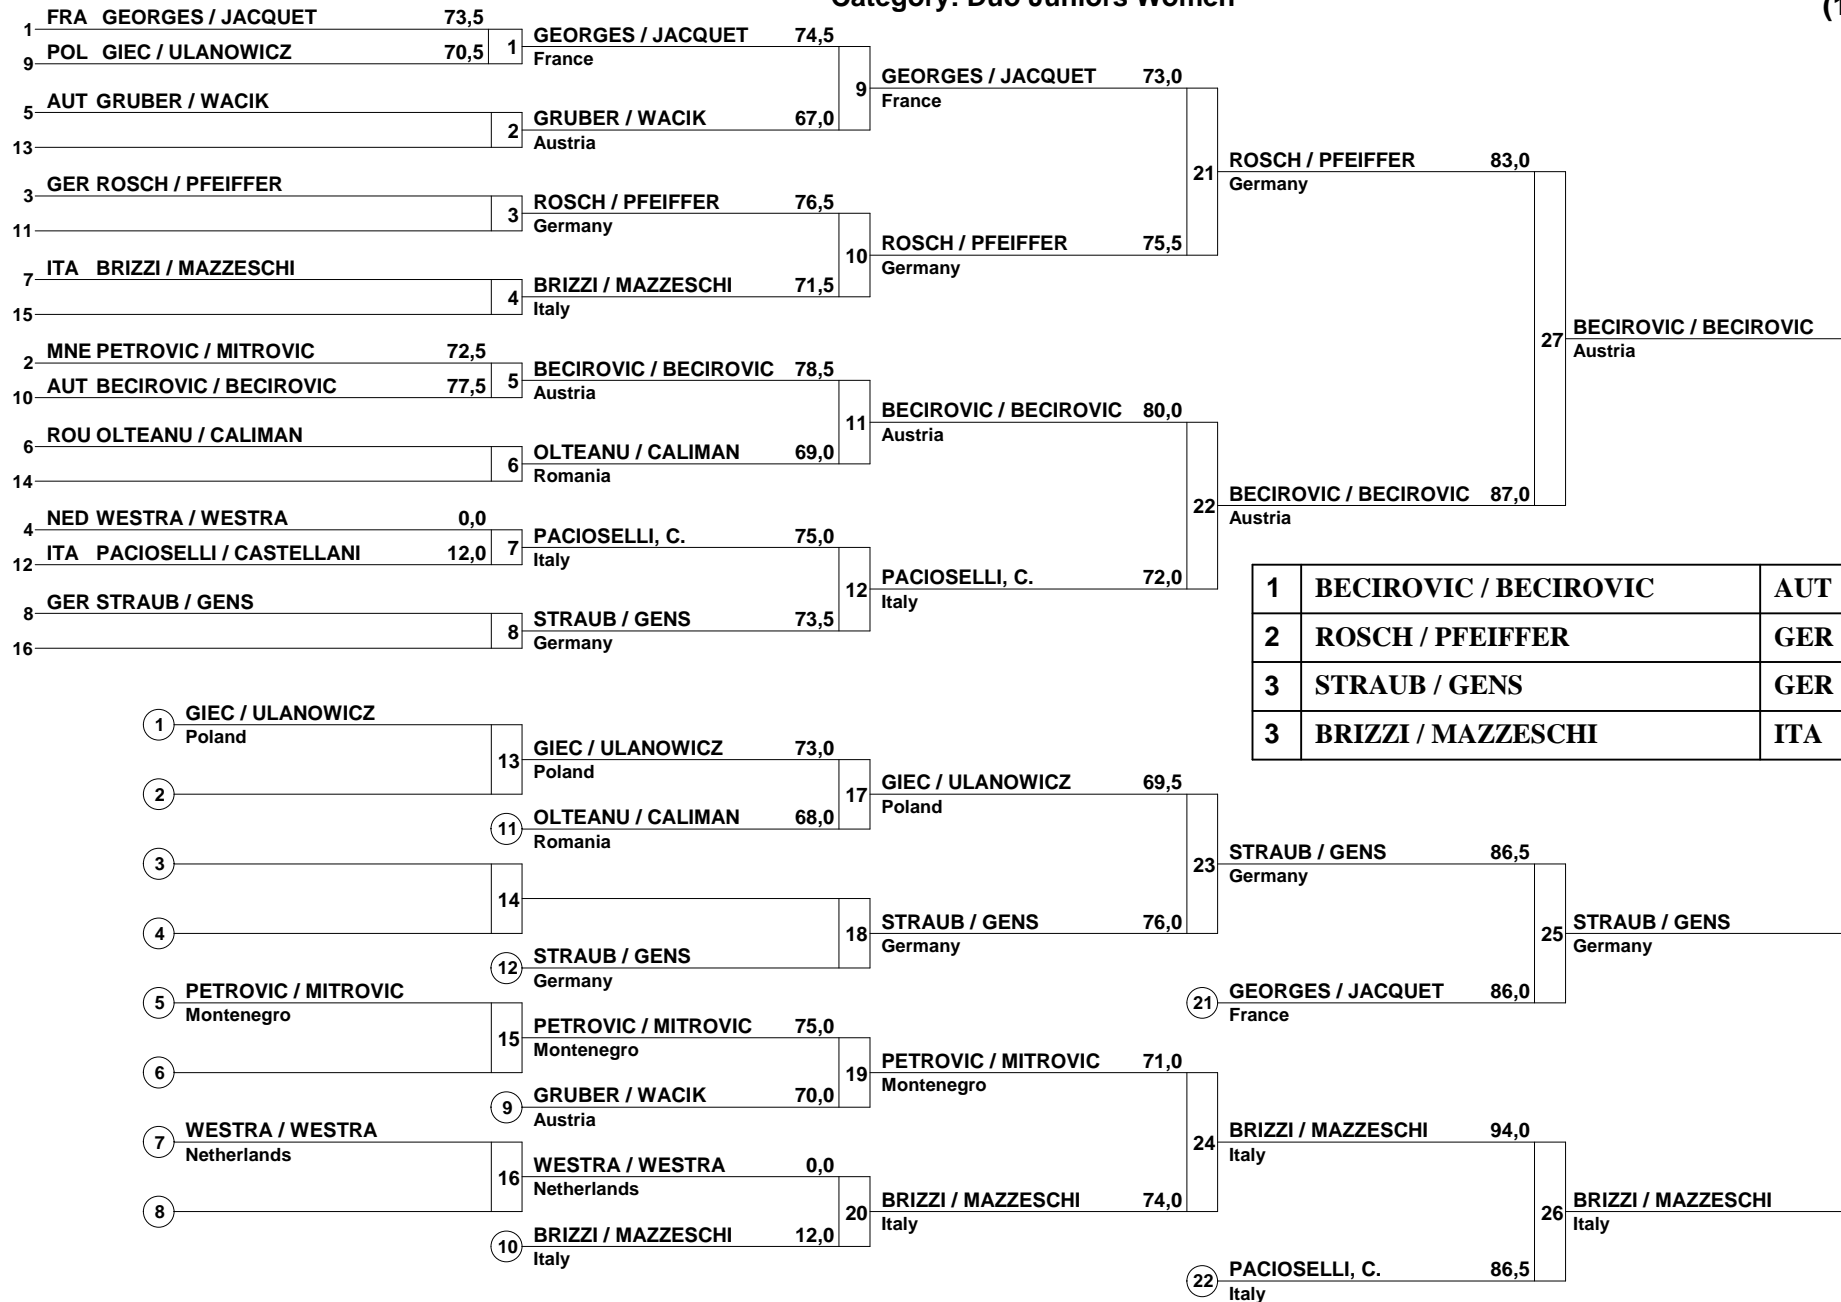 Category: Duo Juniors Women
(1
1 FRA GEORGES / JACQUET 73,5
9 POL GIEC / ULANOWICZ 70,5
1
5 AUT GRUBER / WACIK
13
2
3 GER ROSCH / PFEIFFER
11
3
7 ITA BRIZZI / MAZZESCHI
15
4
2 MNE PETROVIC / MITROVIC 72,5
10 AUT BECIROVIC / BECIROVIC 77,5
5
6 ROU OLTEANU / CALIMAN
14
6
4 NED WESTRA / WESTRA 0,0
12 ITA PACIOSELLI / CASTELLANI 12,0
7
8 GER STRAUB / GENS
16
8
GEORGES / JACQUET 74,5
France
9
GRUBER / WACIK 67,0
Austria
ROSCH / PFEIFFER 76,5
Germany
10
BRIZZI / MAZZESCHI 71,5
Italy
BECIROVIC / BECIROVIC 78,5
Austria
11
OLTEANU / CALIMAN 69,0
Romania
PACIOSELLI, C. 75,0
Italy
12
STRAUB / GENS 73,5
Germany
GEORGES / JACQUET 73,0
France
21
ROSCH / PFEIFFER 75,5
Germany
BECIROVIC / BECIROVIC 80,0
Austria
22
PACIOSELLI, C. 72,0
Italy
ROSCH / PFEIFFER 83,0
Germany
27
BECIROVIC / BECIROVIC 87,0
Austria
BECIROVIC / BECIROVIC
Austria
1 BECIROVIC / BECIROVIC AUT
2 ROSCH / PFEIFFER GER
3 STRAUB / GENS GER
3 BRIZZI / MAZZESCHI ITA
1 GIEC / ULANOWICZ
Poland
13
2
3
14
4
5 PETROVIC / MITROVIC
Montenegro
15
6
7 WESTRA / WESTRA
Netherlands
16
8
GIEC / ULANOWICZ 73,0
Poland
17
11 OLTEANU / CALIMAN 68,0
Romania
18
12 STRAUB / GENS
Germany
PETROVIC / MITROVIC 75,0
Montenegro
19
9 GRUBER / WACIK 70,0
Austria
WESTRA / WESTRA 0,0
Netherlands
20
10 BRIZZI / MAZZESCHI 12,0
Italy
GIEC / ULANOWICZ 69,5
Poland
23
STRAUB / GENS 76,0
Germany
PETROVIC / MITROVIC 71,0
Montenegro
24
BRIZZI / MAZZESCHI 74,0
Italy
STRAUB / GENS 86,5
Germany
25
21 GEORGES / JACQUET 86,0
France
BRIZZI / MAZZESCHI 94,0
Italy
26
22 PACIOSELLI, C. 86,5
Italy
STRAUB / GENS
Germany
BRIZZI / MAZZESCHI
Italy